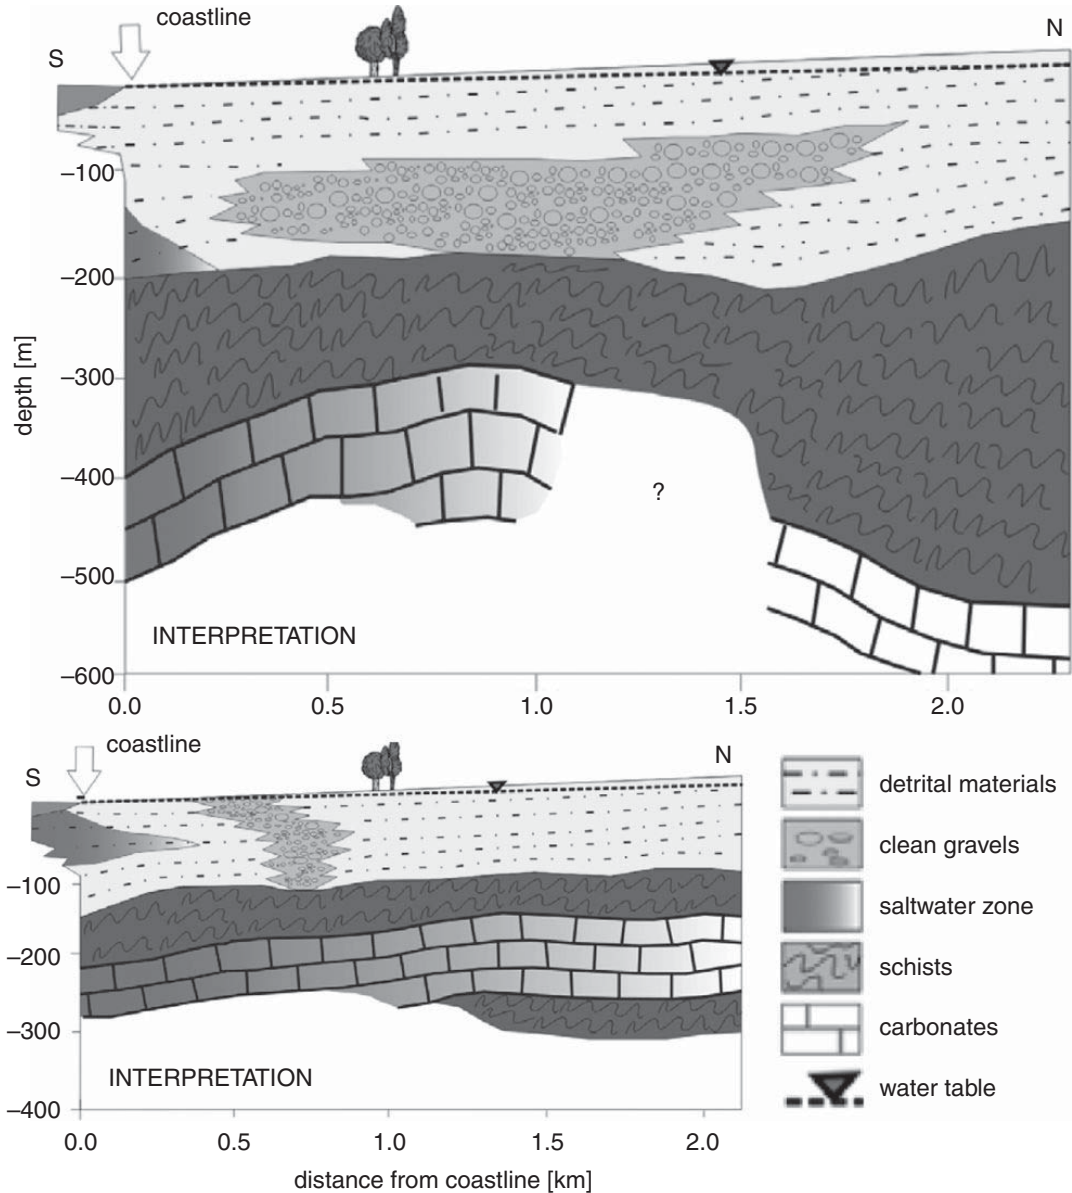 coastline
S
N
–100
–200
–300
–400
–500
–600
depth [m]
?
INTERPRETATION
0.0
0.5
1.0
1.5
2.0
coastline
S
N
–100
–200
–300
–400
INTERPRETATION
0.0
0.5
1.0
1.5
2.0
distance from coastline [km]
detrital materials
clean gravels
saltwater zone
schists
carbonates
water table